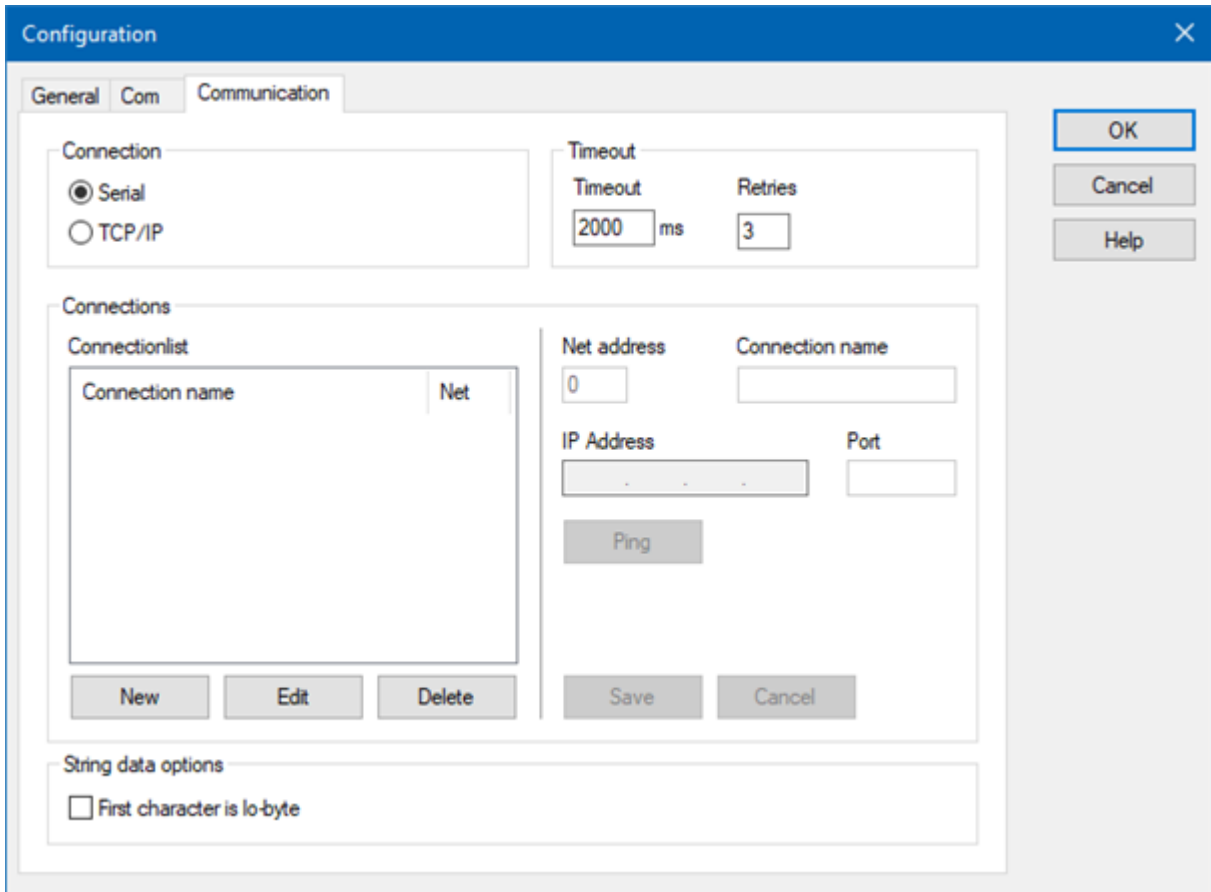 Configuration
General Com Communication
Connection
Serial
TCP/IP
Timeout
Timeout Retries
2000 ms 3
OK
Cancel
Help
Connections
Connectionlist
Connection name Net
New Edit Delete
Net address Connection name
0
IP Address Port
. . .
Ping
Save Cancel
String data options
First character is lo-byte